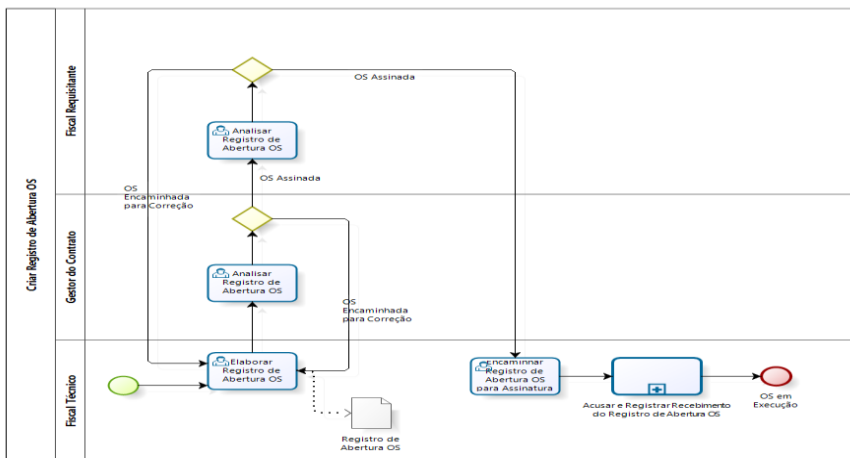 Criar Registro de Abertura OS
Fiscal Requisitante
OS Assinada
Analisar
Registro de
Abertura OS
OS Assinada
OS
Encaminhada
para Correção
Gestor do Contrato
Analisar
Registro de
Abertura OS
OS
Encaminhada
para Correção
Fiscal Técnico
Elaborar
Registro de
Abertura OS
Registro de
Abertura OS
Encaminhar
Registro de
Abertura OS
para Assinatura
Acusar e Registrar Recebimento
do Registro de Abertura OS
OS em
Execução